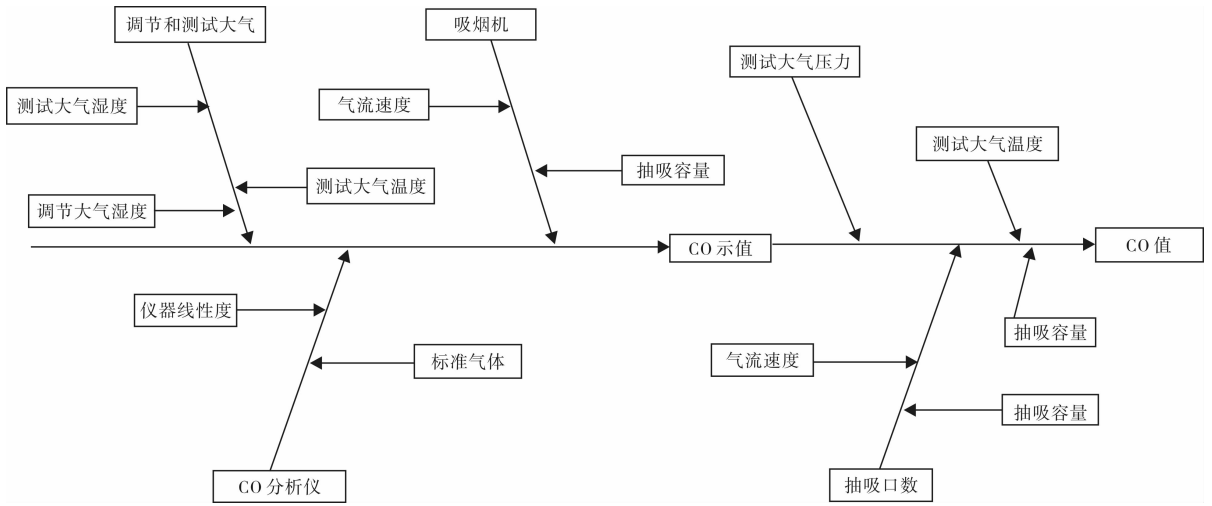 调节和测试大气
吸烟机
测试大气压力
测试大气湿度
气流速度
测试大气温度
抽吸容量
测试大气温度
调节大气湿度
CO 示值
CO 值
仪器线性度
抽吸容量
标准气体
气流速度
抽吸容量
CO 分析仪
抽吸口数